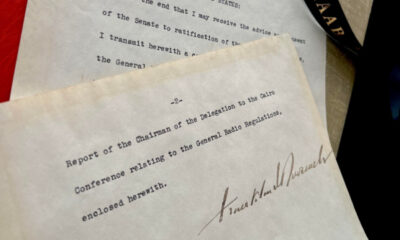 STATES:
the end that I may receive the advice and
of the Senate to ratification of the
I transmit herewith a
the General
-2-
Report of the Chairman of the Delegation to the Cairo
Conference relating to the General Radio Regulations,
enclosed herewith.